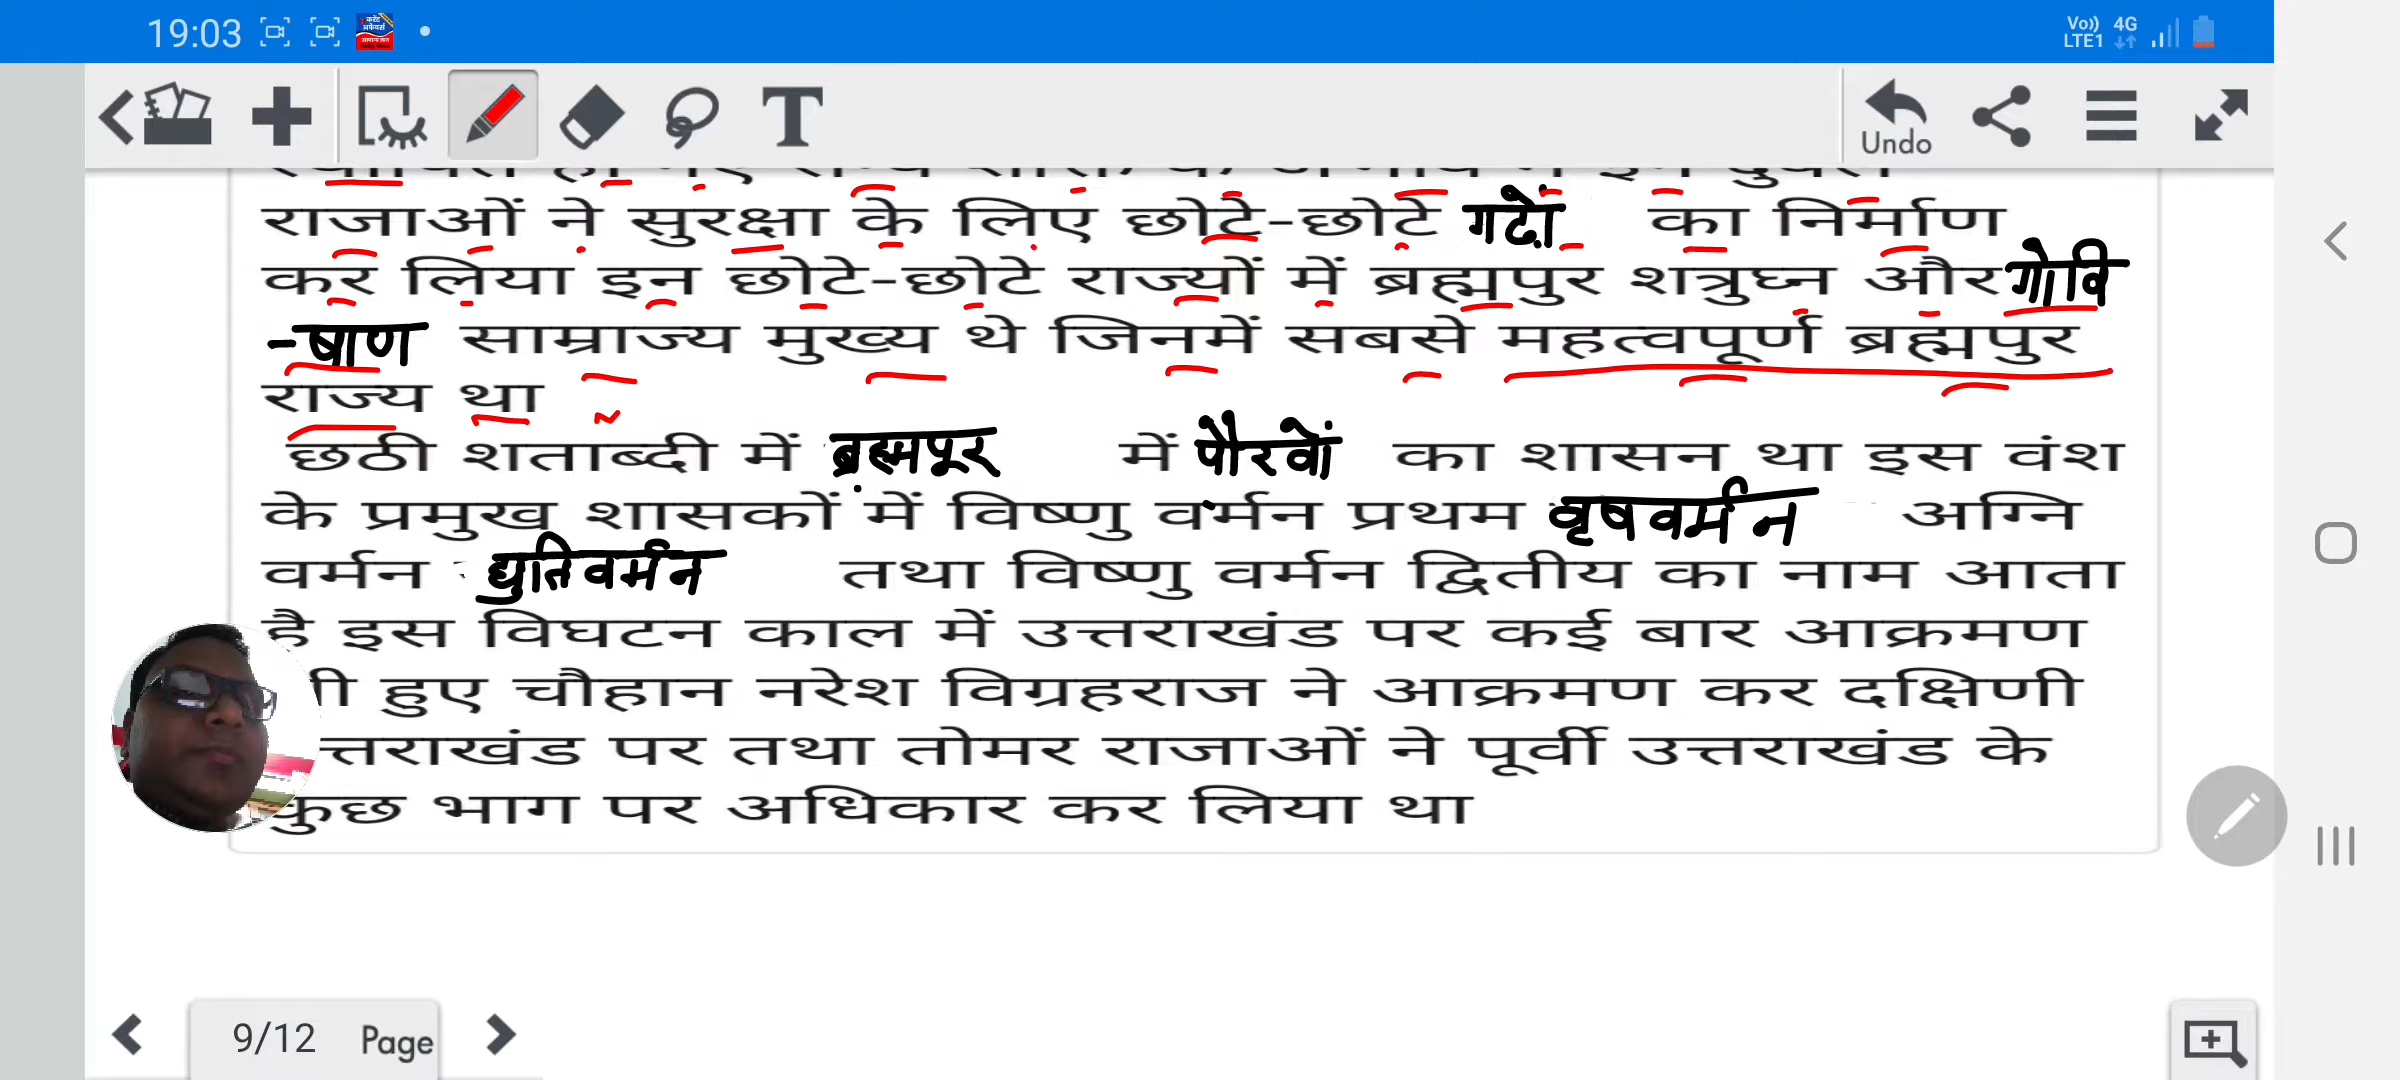 19:03
Vo)) 4G
LTE1
Undo
राजाओं ने सुरक्षा के लिए छोटे-छोटे गढ़ों का निर्माण
कर लिया इन छोटे-छोटे राज्यों में ब्रह्मपुर शत्रुघ्न और गोवि
-षाण साम्राज्य मुख्य थे जिनमें सबसे महत्वपूर्ण ब्रह्मपुर
राज्य था
छठी शताब्दी में ब्रह्मपूर में पौरवों का शासन था इस वंश
के प्रमुख शासकों में विष्णु वर्मन प्रथम वृषवर्मन अग्नि
वर्मन द्युतिवर्मन तथा विष्णु वर्मन द्वितीय का नाम आता
है इस विघटन काल में उत्तराखंड पर कई बार आक्रमण
हुए चौहान नरेश विग्रहराज ने आक्रमण कर दक्षिणी
त्तराखंड पर तथा तोमर राजाओं ने पूर्वी उत्तराखंड के
कुछ भाग पर अधिकार कर लिया था
9/12 Page